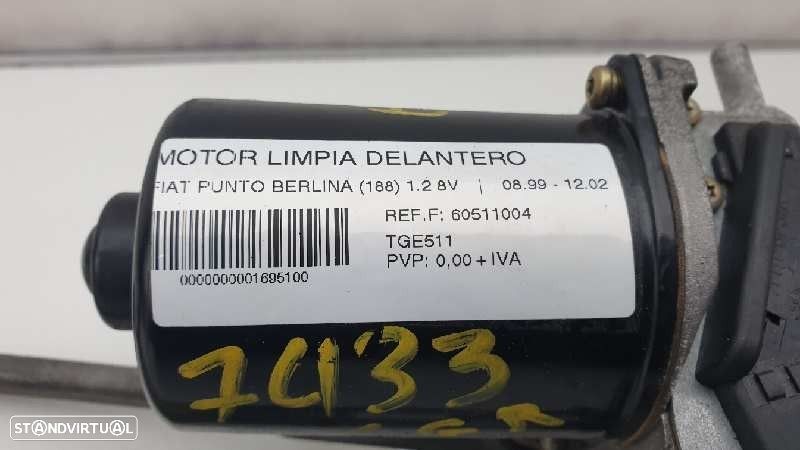 MOTOR LIMPIA DELANTERO
FIAT PUNTO BERLINA (188) 1.2 8V | 08.99 - 12.02
REF.F: 60511004
TGE511
PVP: 0,00 + IVA
0000000001695100
7433
STANDVIRTUAL